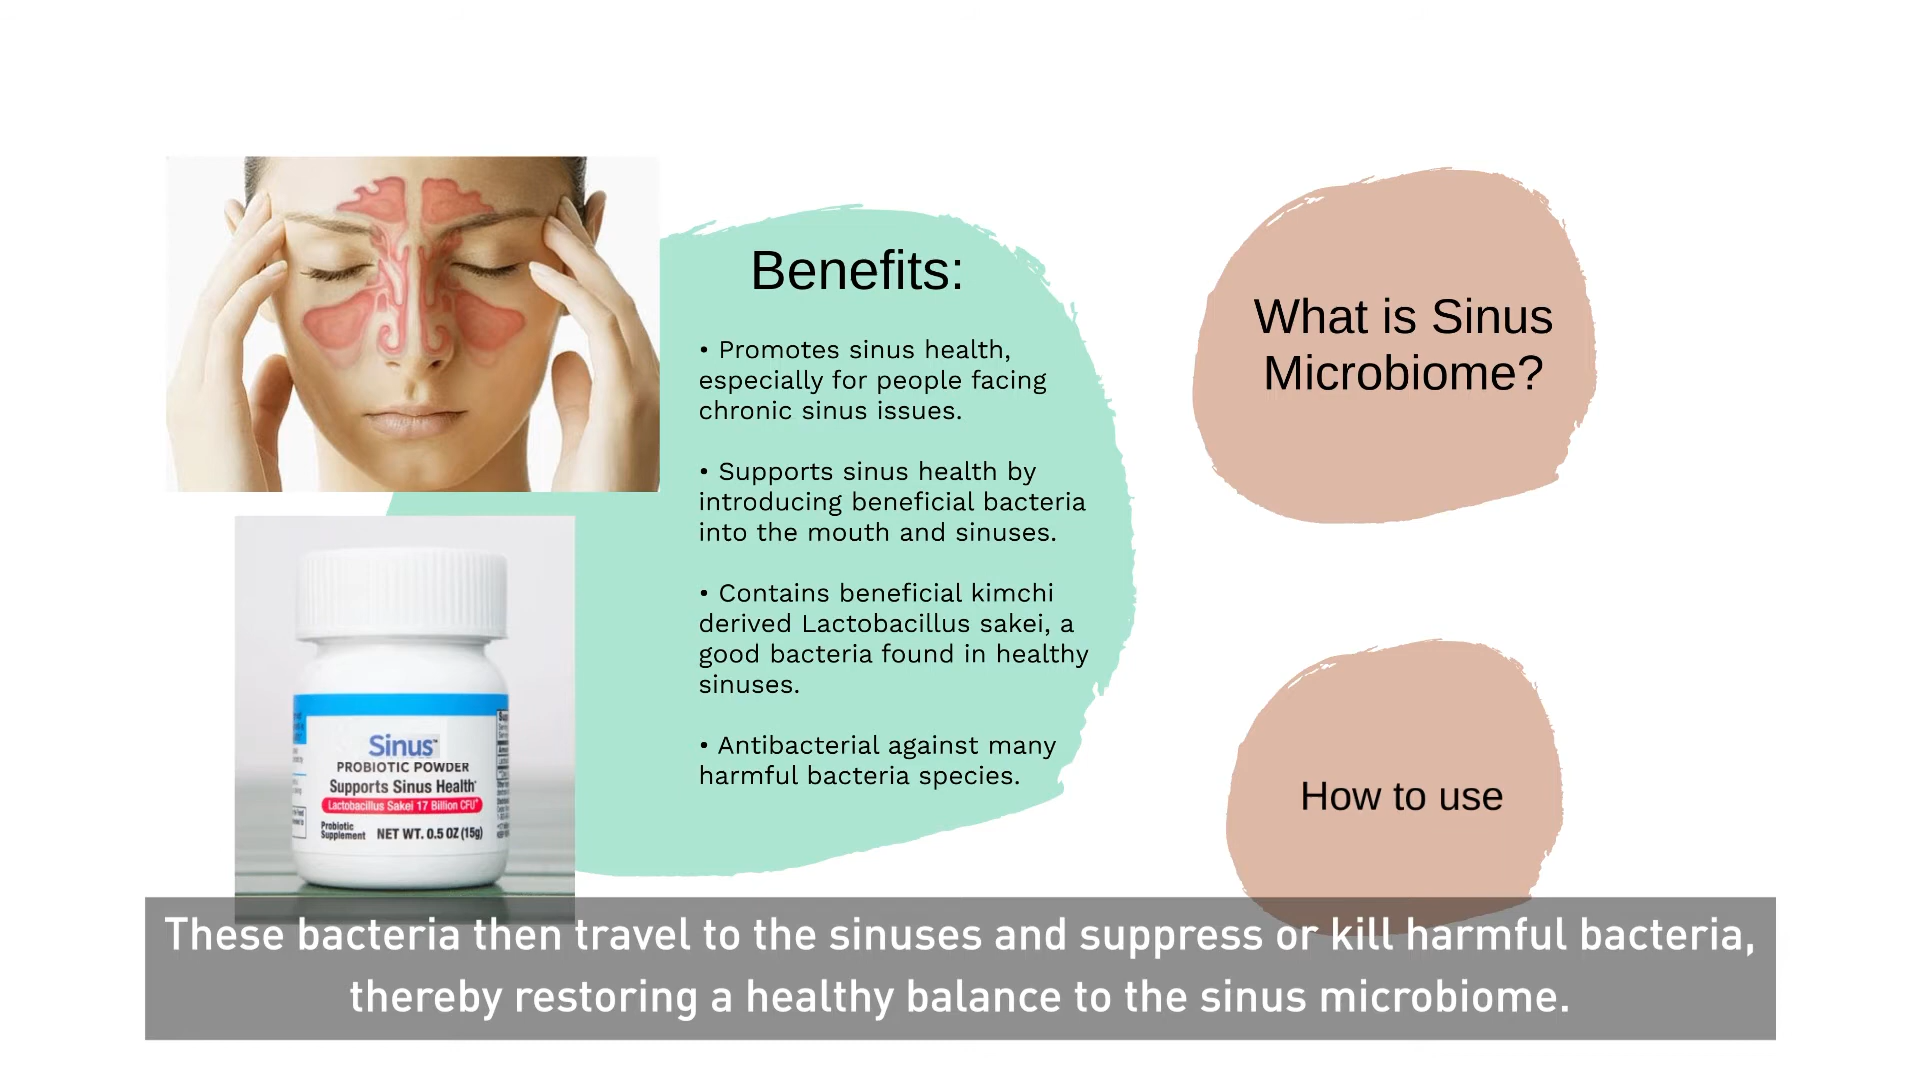 Benefits:
• Promotes sinus health,
especially for people facing
chronic sinus issues.
• Supports sinus health by
introducing beneficial bacteria
into the mouth and sinuses.
• Contains beneficial kimchi
derived Lactobacillus sakei, a
good bacteria found in healthy
sinuses.
• Antibacterial against many
harmful bacteria species.
What is Sinus
Microbiome?
How to use
Sinus™
PROBIOTIC POWDER
Supports Sinus Health*
Lactobacillus Sakei 17 Billion CFU*
Probiotic
Supplement
NET WT. 0.5 OZ (15g)
These bacteria then travel to the sinuses and suppress or kill harmful bacteria,
thereby restoring a healthy balance to the sinus microbiome.